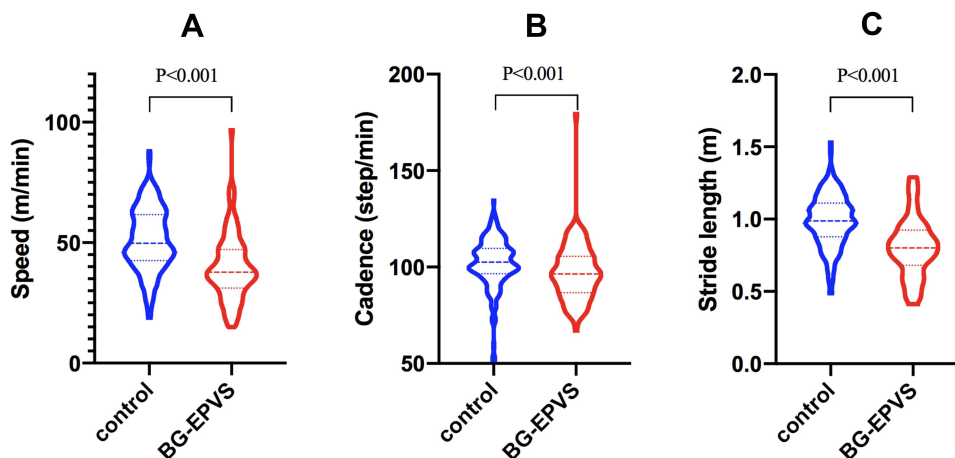 A
P<0.001
Speed (m/min)
100
50
0
control
BG-EPVS
B
P<0.001
Cadence (step/min)
200
150
100
50
control
BG-EPVS
C
P<0.001
Stride length (m)
2.0
1.5
1.0
0.5
0.0
control
BG-EPVS